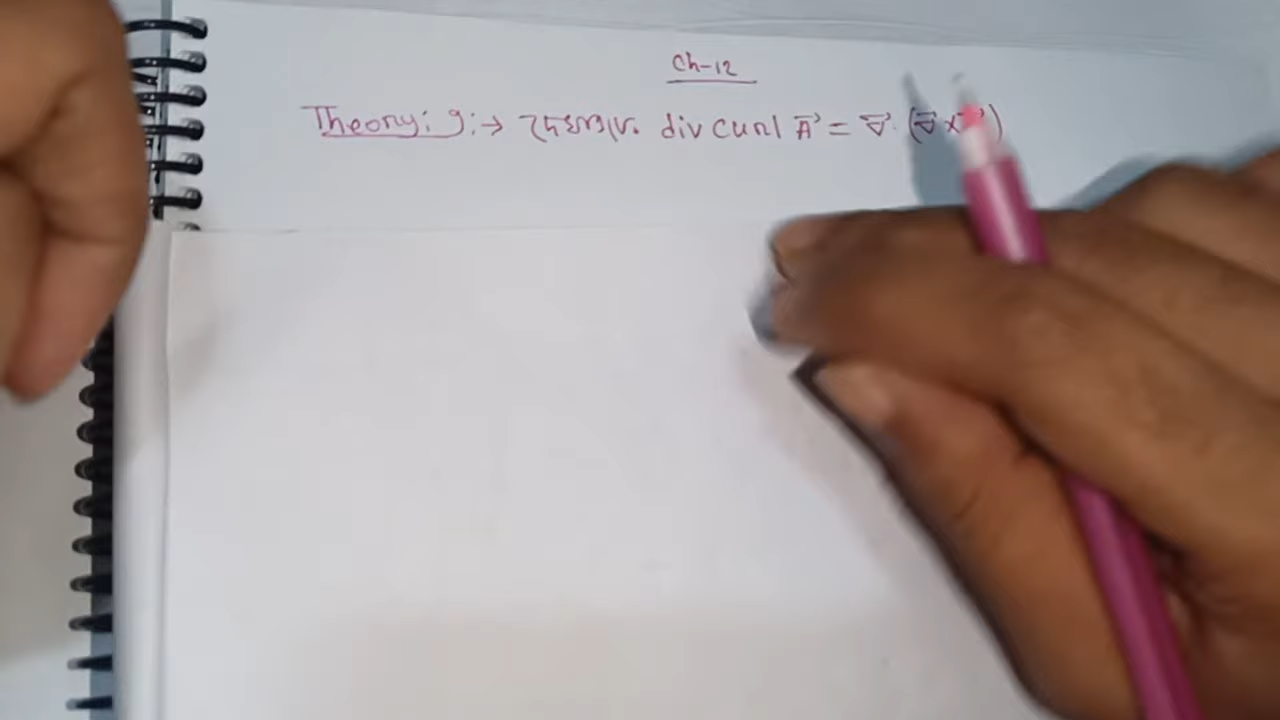 Ch-12
Theory: 9:→ div curl A⃗ = ∇⃗. (∇⃗ ×